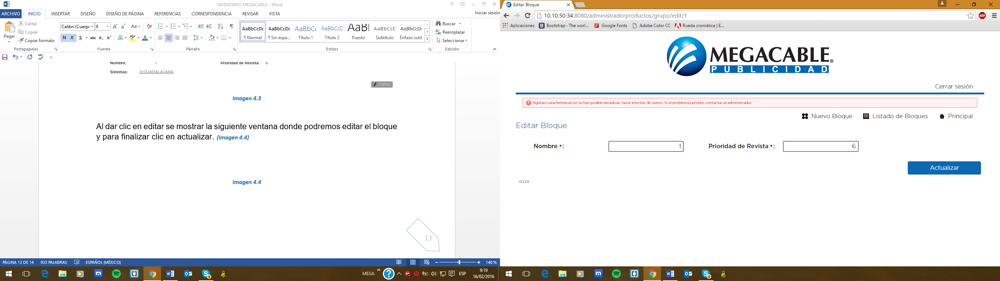 INVENTARIO MEGACABLE - Word
ARCHIVO INICIO INSERTAR DISEÑO DISEÑO DE PÁGINA REFERENCIAS CORRESPONDENCIA REVISAR VISTA Iniciar sesión
Pegar
Cortar
Copiar
Copiar formato
Portapapeles
Calibri (Cuerpo 9
N K S abc x₂ x²
Fuente
Párrafo
AaBbCcDc AaBbCcDc AaBbCc AaBbCcD AaBl AaBbCcD AaBbCcDc
¶ Normal ¶ Sin espa... Título 1 Título 2 Puesto Subtítulo Énfasis sutil
Estilos
Buscar
Reemplazar
Seleccionar
Edición
Nombre: 1 Prioridad de Revista: 6
Sistemas: D:GUADALAJARA
Editar
Imagen 4.3
Al dar clic en editar se mostrar la siguiente ventana donde podremos editar el bloque
y para finalizar clic en actualizar. (Imagen 4.4)
Imagen 4.4
13
PÁGINA 13 DE 14 933 PALABRAS ESPAÑOL (MÉXICO) 140 %
MEGA ESP 9:19
16/02/2016
Editar Bloque
10.10.50.34:8080/administradorproductos/grupo/edit/1
ABP
Aplicaciones Bootstrap · The worl... Google Fonts Adobe Color CC Rueda cromática | E...
MEGACABLE®
PUBLICIDAD
Cerrar sesión
Algunas características no se han podido inicializar, favor intentar de nuevo. Si el problema persiste, contactar al administrador.
Nuevo Bloque Listado de Bloques Principal
Editar Bloque
Nombre *: 1 Prioridad de Revista *: 6
Actualizar
0.1.23